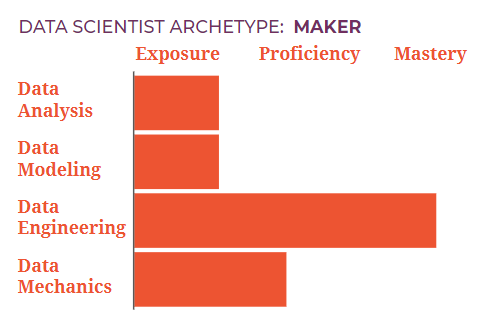 DATA SCIENTIST ARCHETYPE: MAKER
Exposure Proficiency Mastery
Data
Analysis
Data
Modeling
Data
Engineering
Data
Mechanics